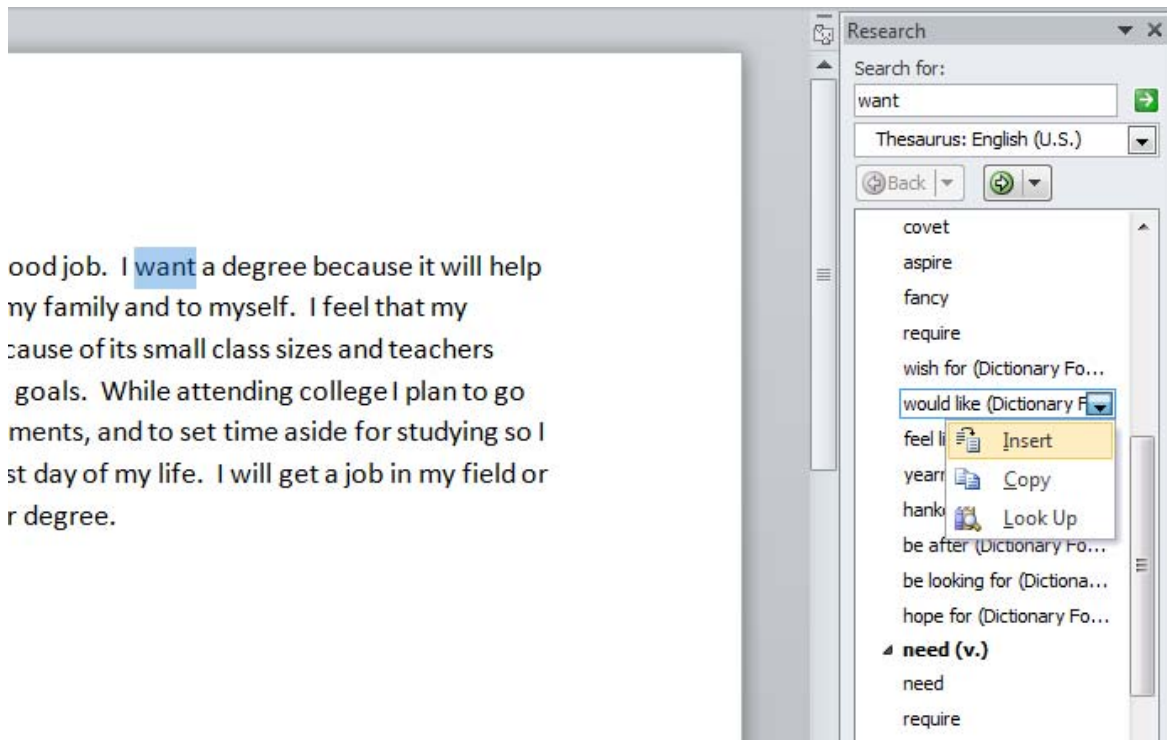 Research
Search for:
want
Thesaurus: English (U.S.)
Back
ood job. I want a degree because it will help
my family and to myself. I feel that my
cause of its small class sizes and teachers
goals. While attending college I plan to go
ments, and to set time aside for studying so I
st day of my life. I will get a job in my field or
r degree.
covet
aspire
fancy
require
wish for (Dictionary Fo...
would like (Dictionary F
feel li
Insert
year
Copy
hank
Look Up
be after (Dictionary Fo...
be looking for (Dictiona...
hope for (Dictionary Fo...
need (v.)
need
require